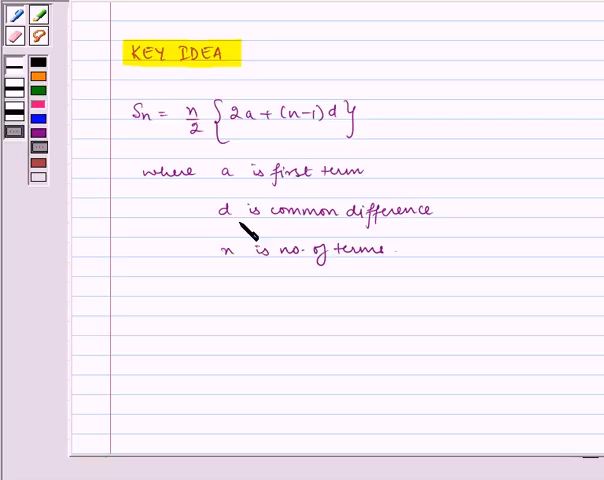 KEY IDEA
Sn = n/2 {2a + (n-1) d}
where a is first term
d is common difference
n is no. of terms.